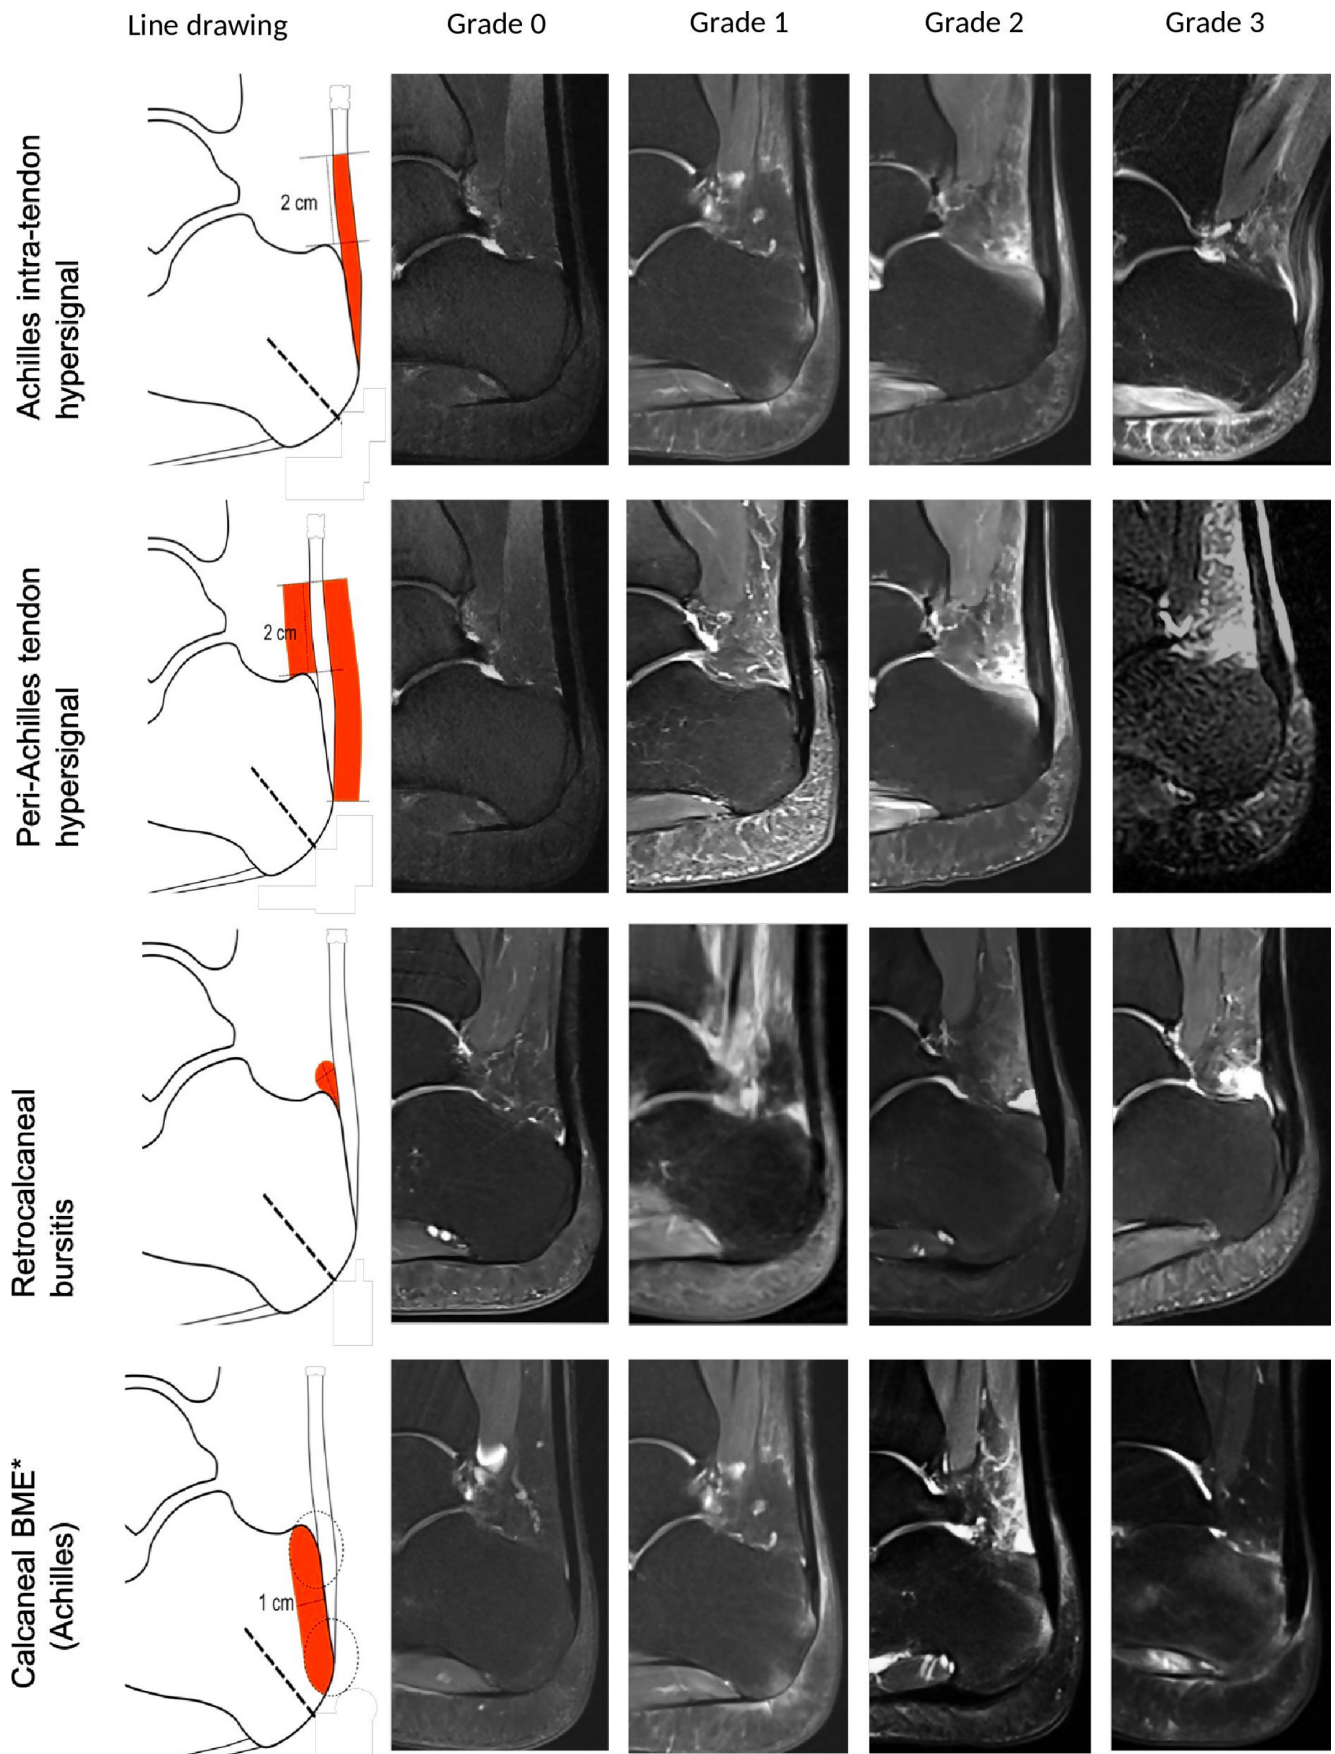 Line drawing
Grade 0
Grade 1
Grade 2
Grade 3
Achilles intra-tendon
hypersignal
2 cm
Peri-Achilles tendon
hypersignal
2 cm
Retrocalcaneal
bursitis
Calcaneal BME*
(Achilles)
1 cm